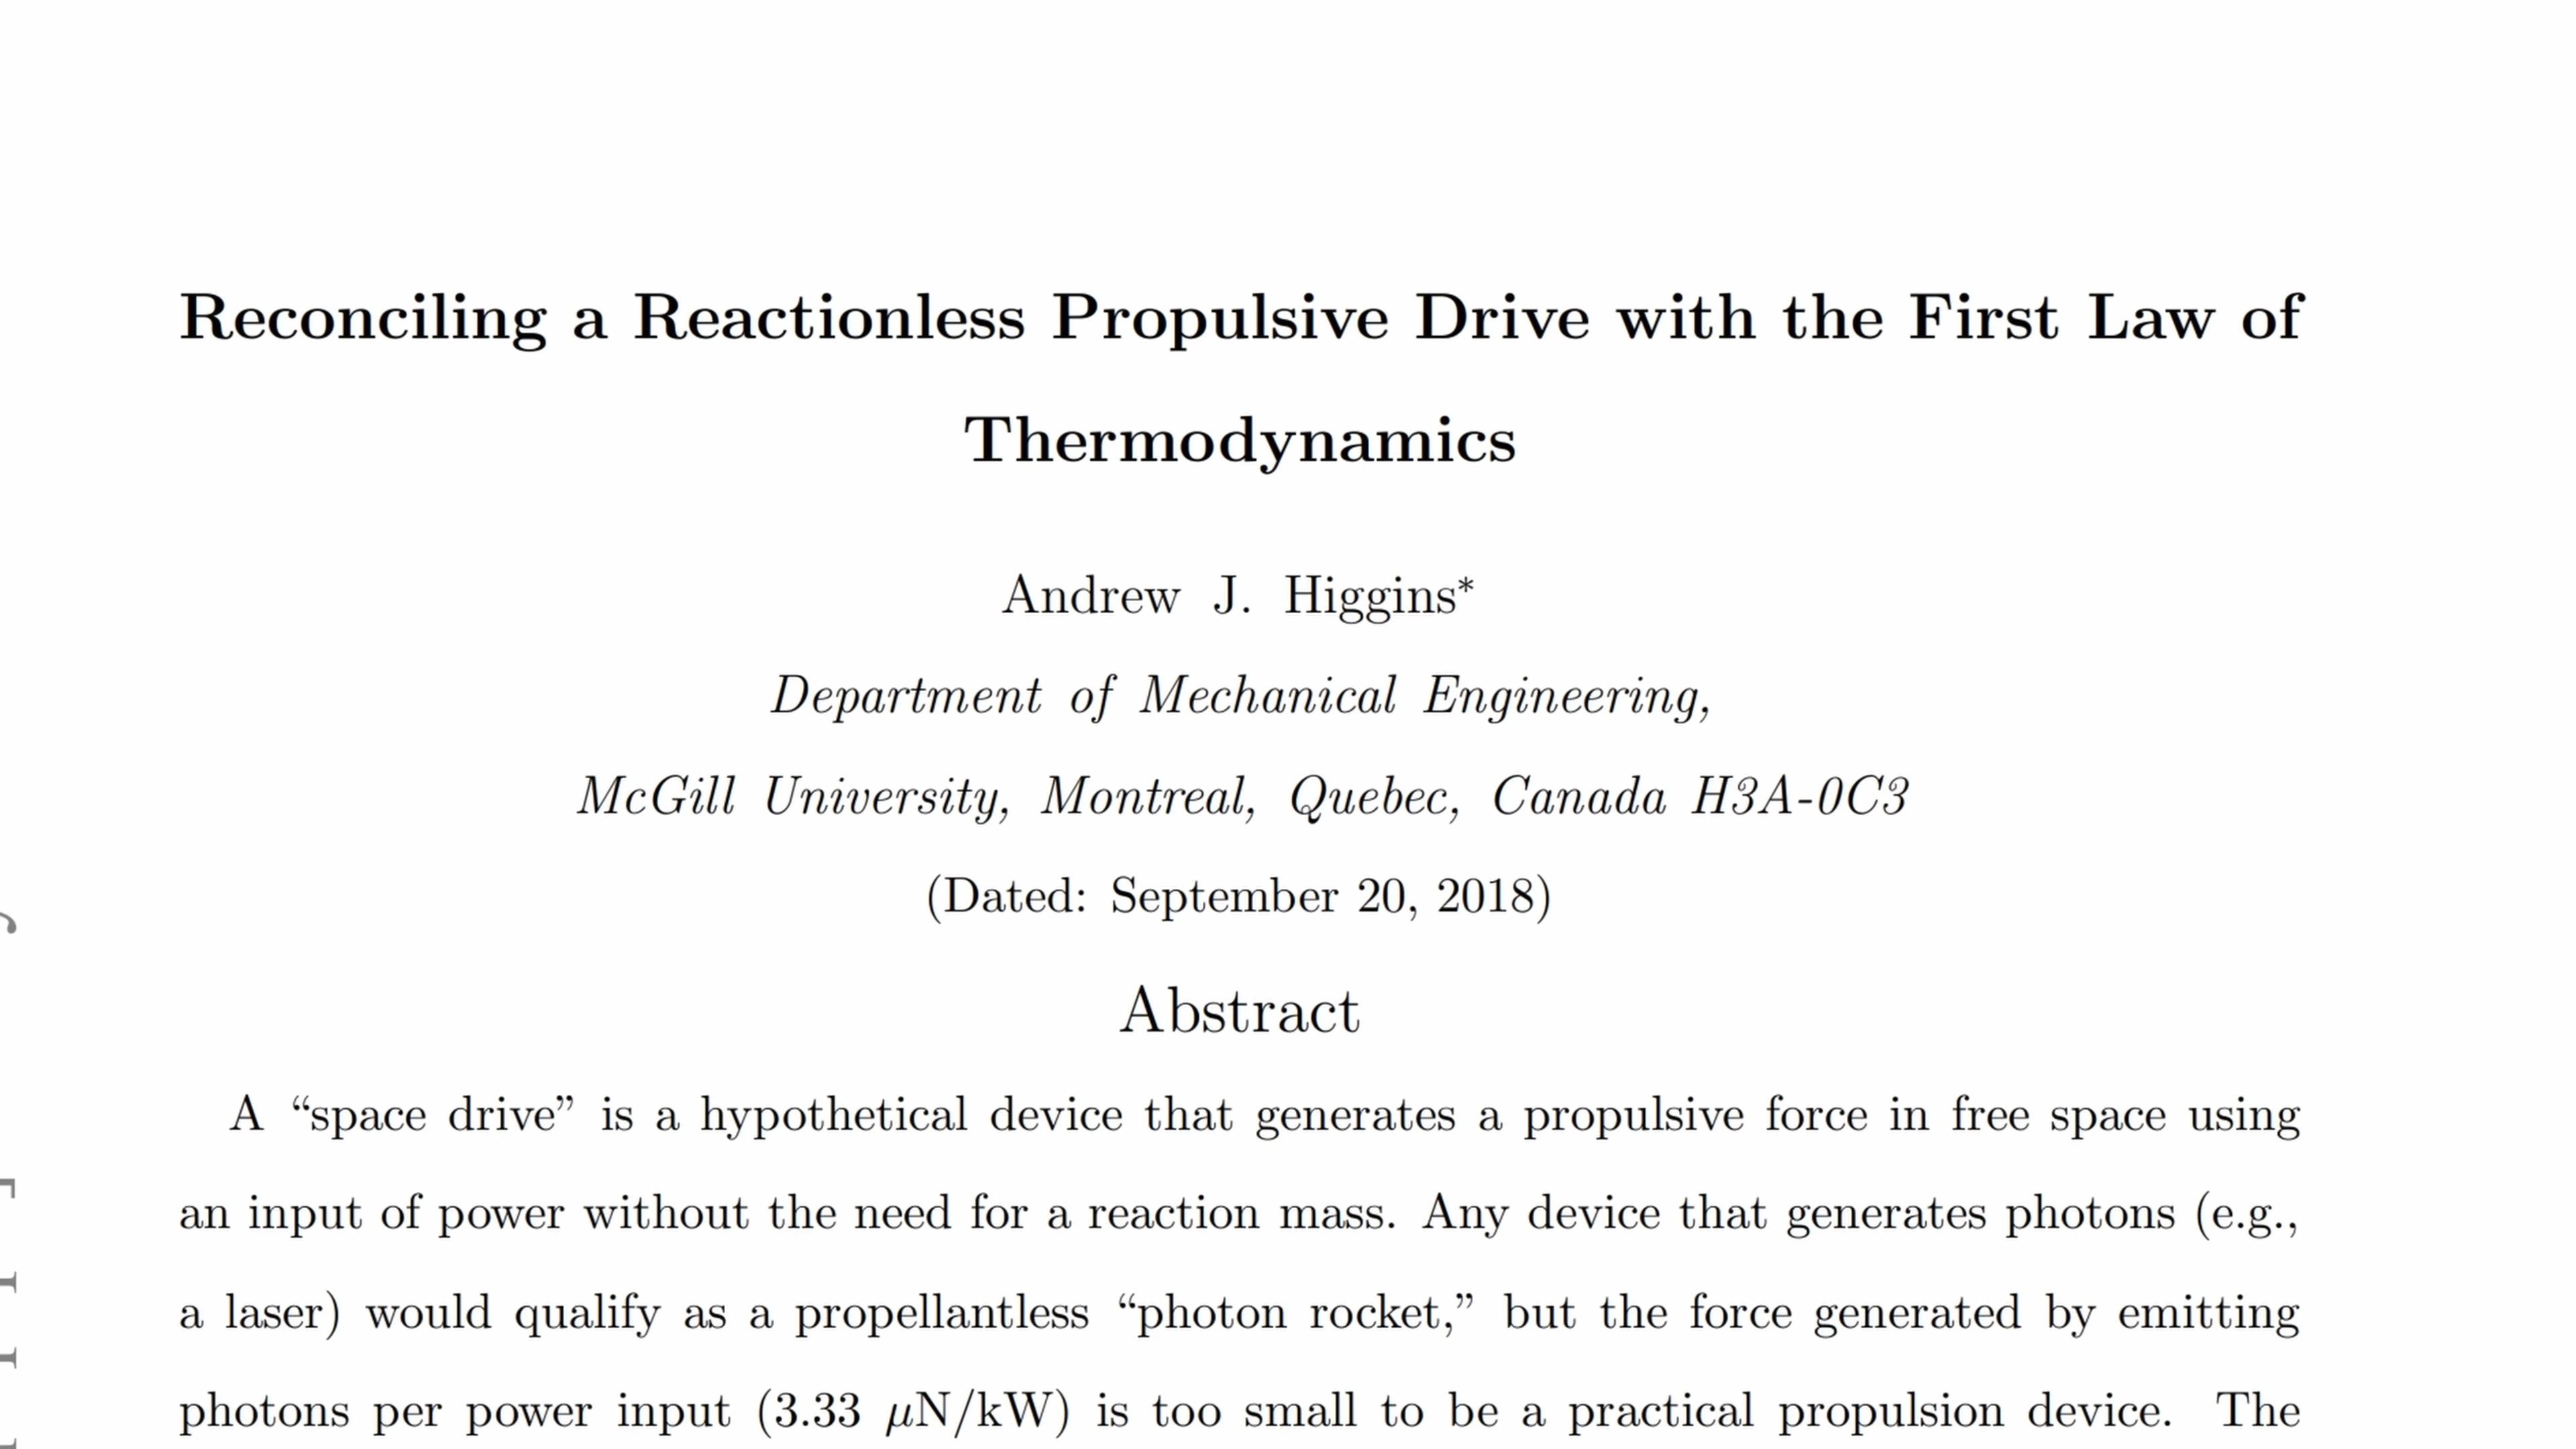 Reconciling a Reactionless Propulsive Drive with the First Law of
Thermodynamics
Andrew J. Higgins*
Department of Mechanical Engineering,
McGill University, Montreal, Quebec, Canada H3A-0C3
(Dated: September 20, 2018)
Abstract
A “space drive” is a hypothetical device that generates a propulsive force in free space using
an input of power without the need for a reaction mass. Any device that generates photons (e.g.,
a laser) would qualify as a propellantless “photon rocket,” but the force generated by emitting
photons per power input (3.33 μN/kW) is too small to be a practical propulsion device. The